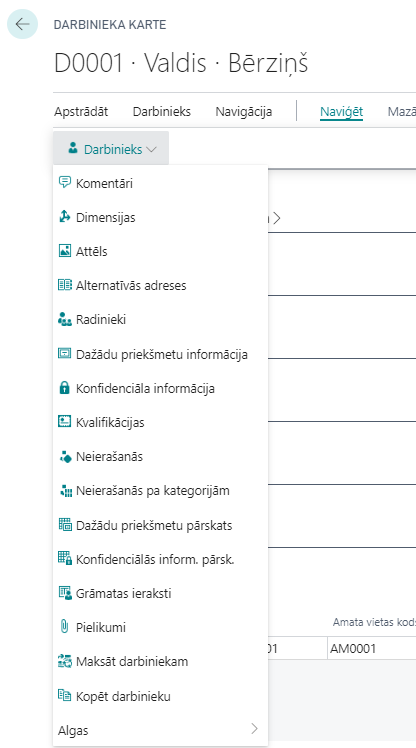 DARBINIEKA KARTE
D0001 · Valdis · Bērziņš
Apstrādāt Darbinieks Navigācija Naviģēt Mazā
Darbinieks
Komentāri
Dimensijas
Attēls
Alternatīvās adreses
Radinieki
Dažādu priekšmetu informācija
Konfidenciāla informācija
Kvalifikācijas
Neierašanās
Neierašanās pa kategorijām
Dažādu priekšmetu pārskats
Konfidenciālās inform. pārsk.
Grāmatas ieraksti
Amata vietas kods
Pielikumi
01 AM0001
Maksāt darbiniekam
Kopēt darbinieku
Algas